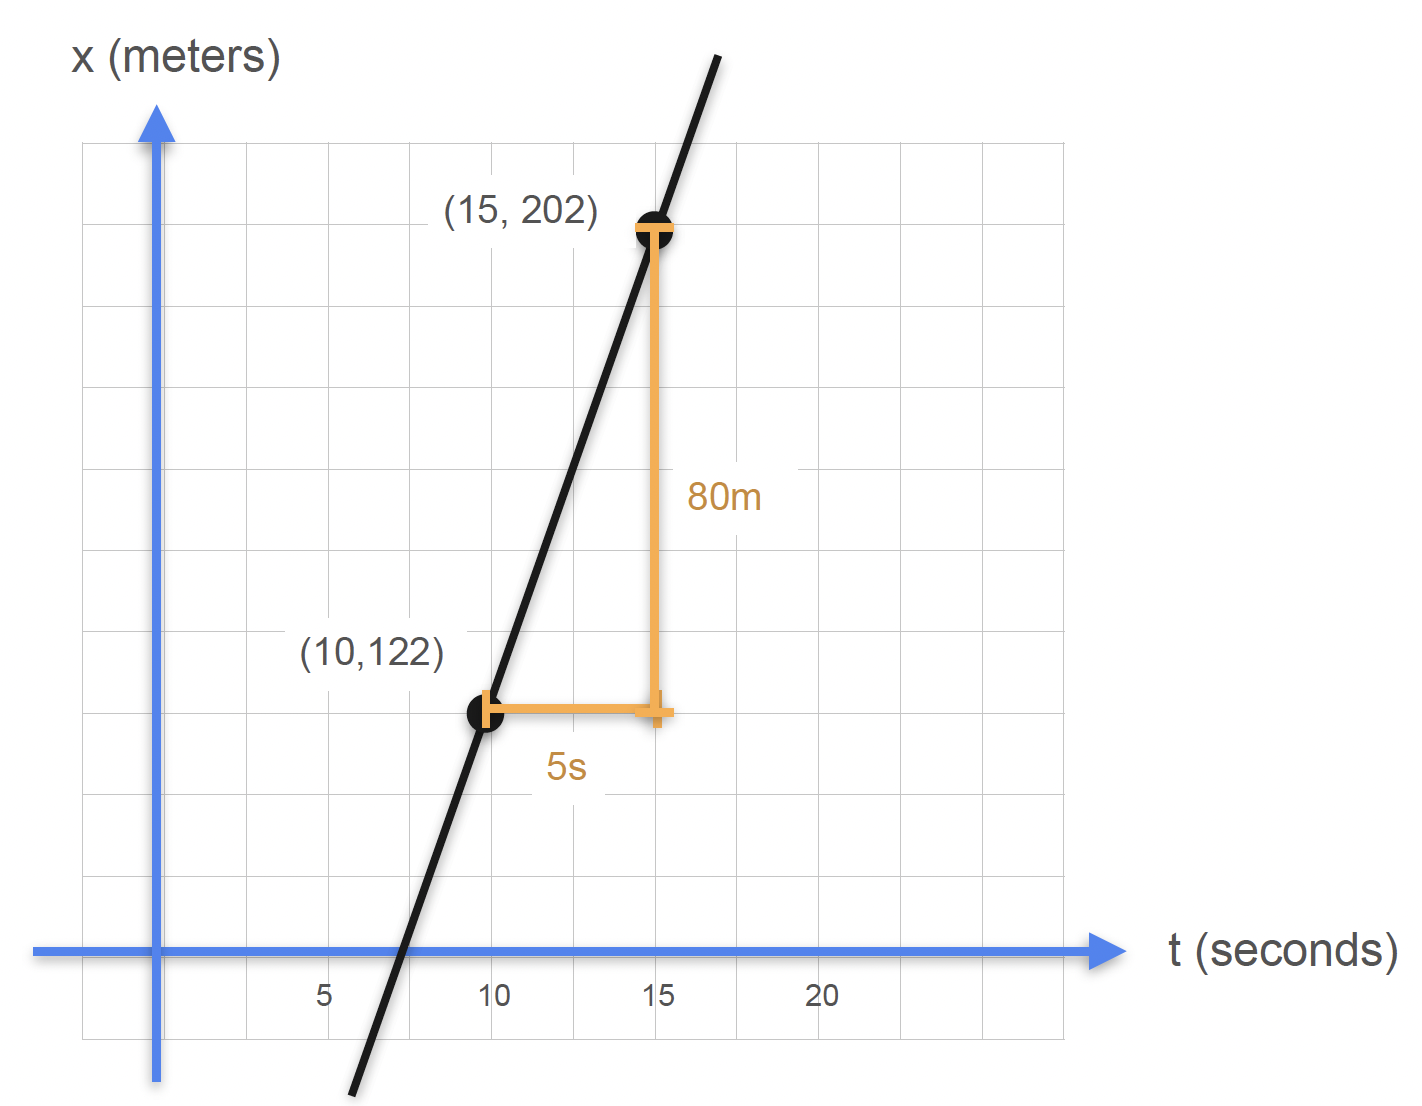 x (meters)
(15, 202)
80m
(10,122)
5s
t (seconds)
5 10 15 20